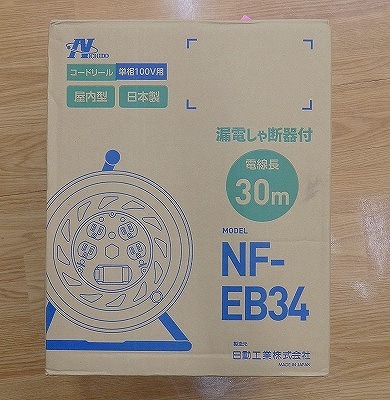 NICHIDO
コードリール 単相100V用
屋内型 日本製
漏電しゃ断器付
電線長
30m
MODEL
NF-
EB34
製造元
日動工業株式会社
MADE IN JAPAN